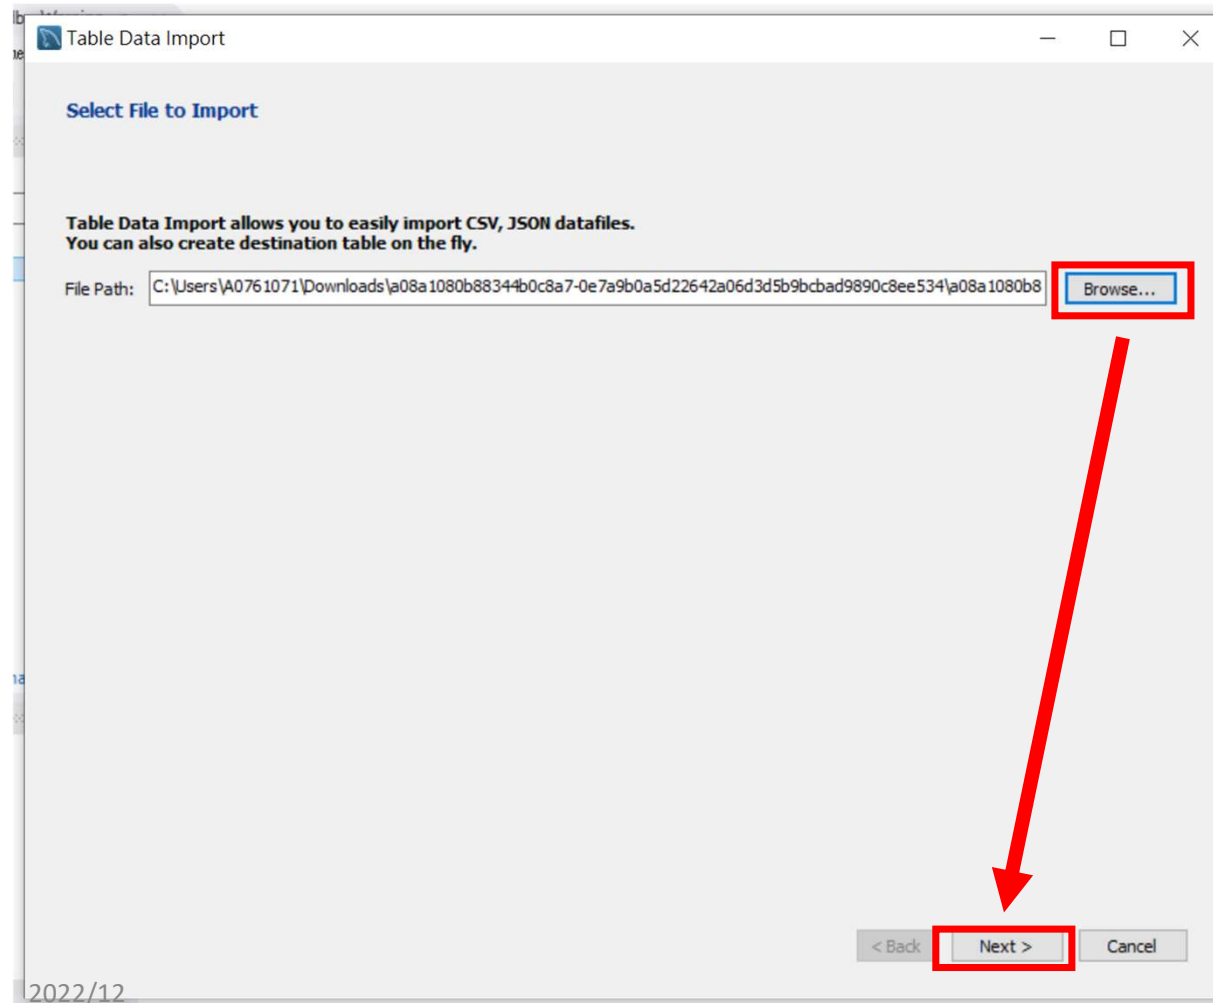 Table Data Import
Select File to Import
Table Data Import allows you to easily import CSV, JSON datafiles.
You can also create destination table on the fly.
File Path: C:\Users\A0761071\Downloads\a08a1080b88344b0c8a7-0e7a9b0a5d22642a06d3d5b9bcbad9890c8ee534\a08a1080b8 Browse...
< Back Next > Cancel
2022/12